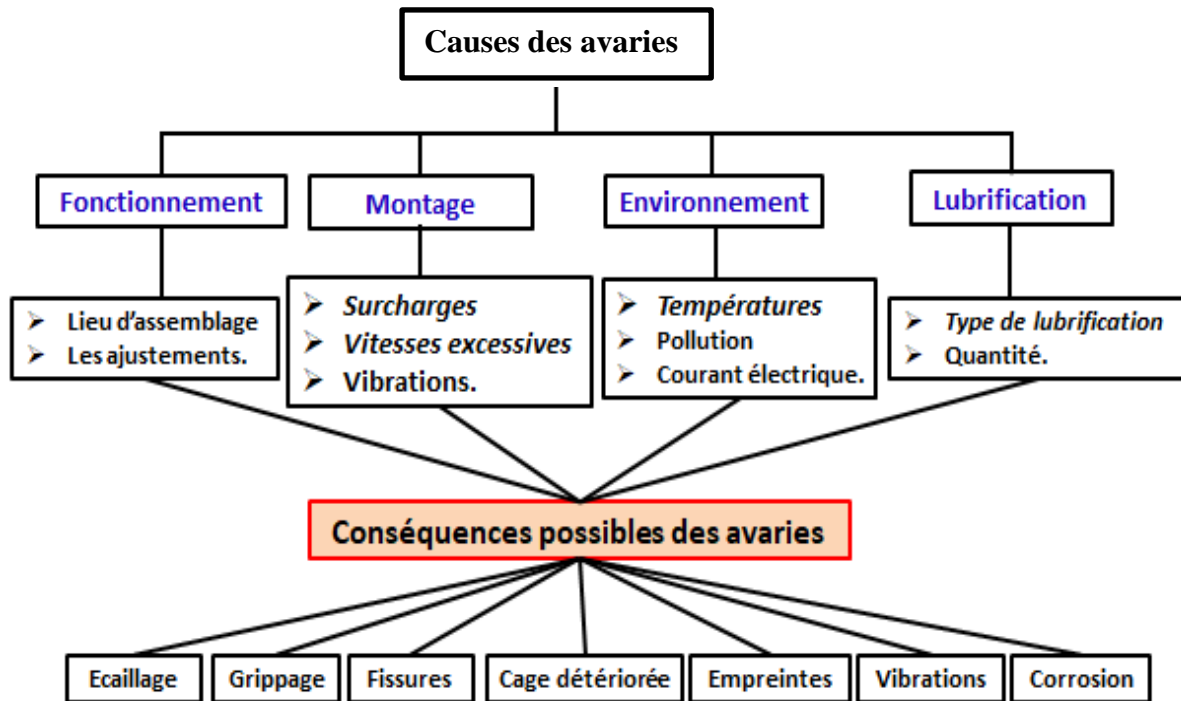 Causes des avaries
Fonctionnement
Montage
Environnement
Lubrification
➢ Lieu d'assemblage
➢ Les ajustements.
➢ Surcharges
➢ Vitesses excessives
➢ Vibrations.
➢ Températures
➢ Pollution
➢ Courant électrique.
➢ Type de lubrification
➢ Quantité.
Conséquences possibles des avaries
Ecaillage
Grippage
Fissures
Cage détériorée
Empreintes
Vibrations
Corrosion